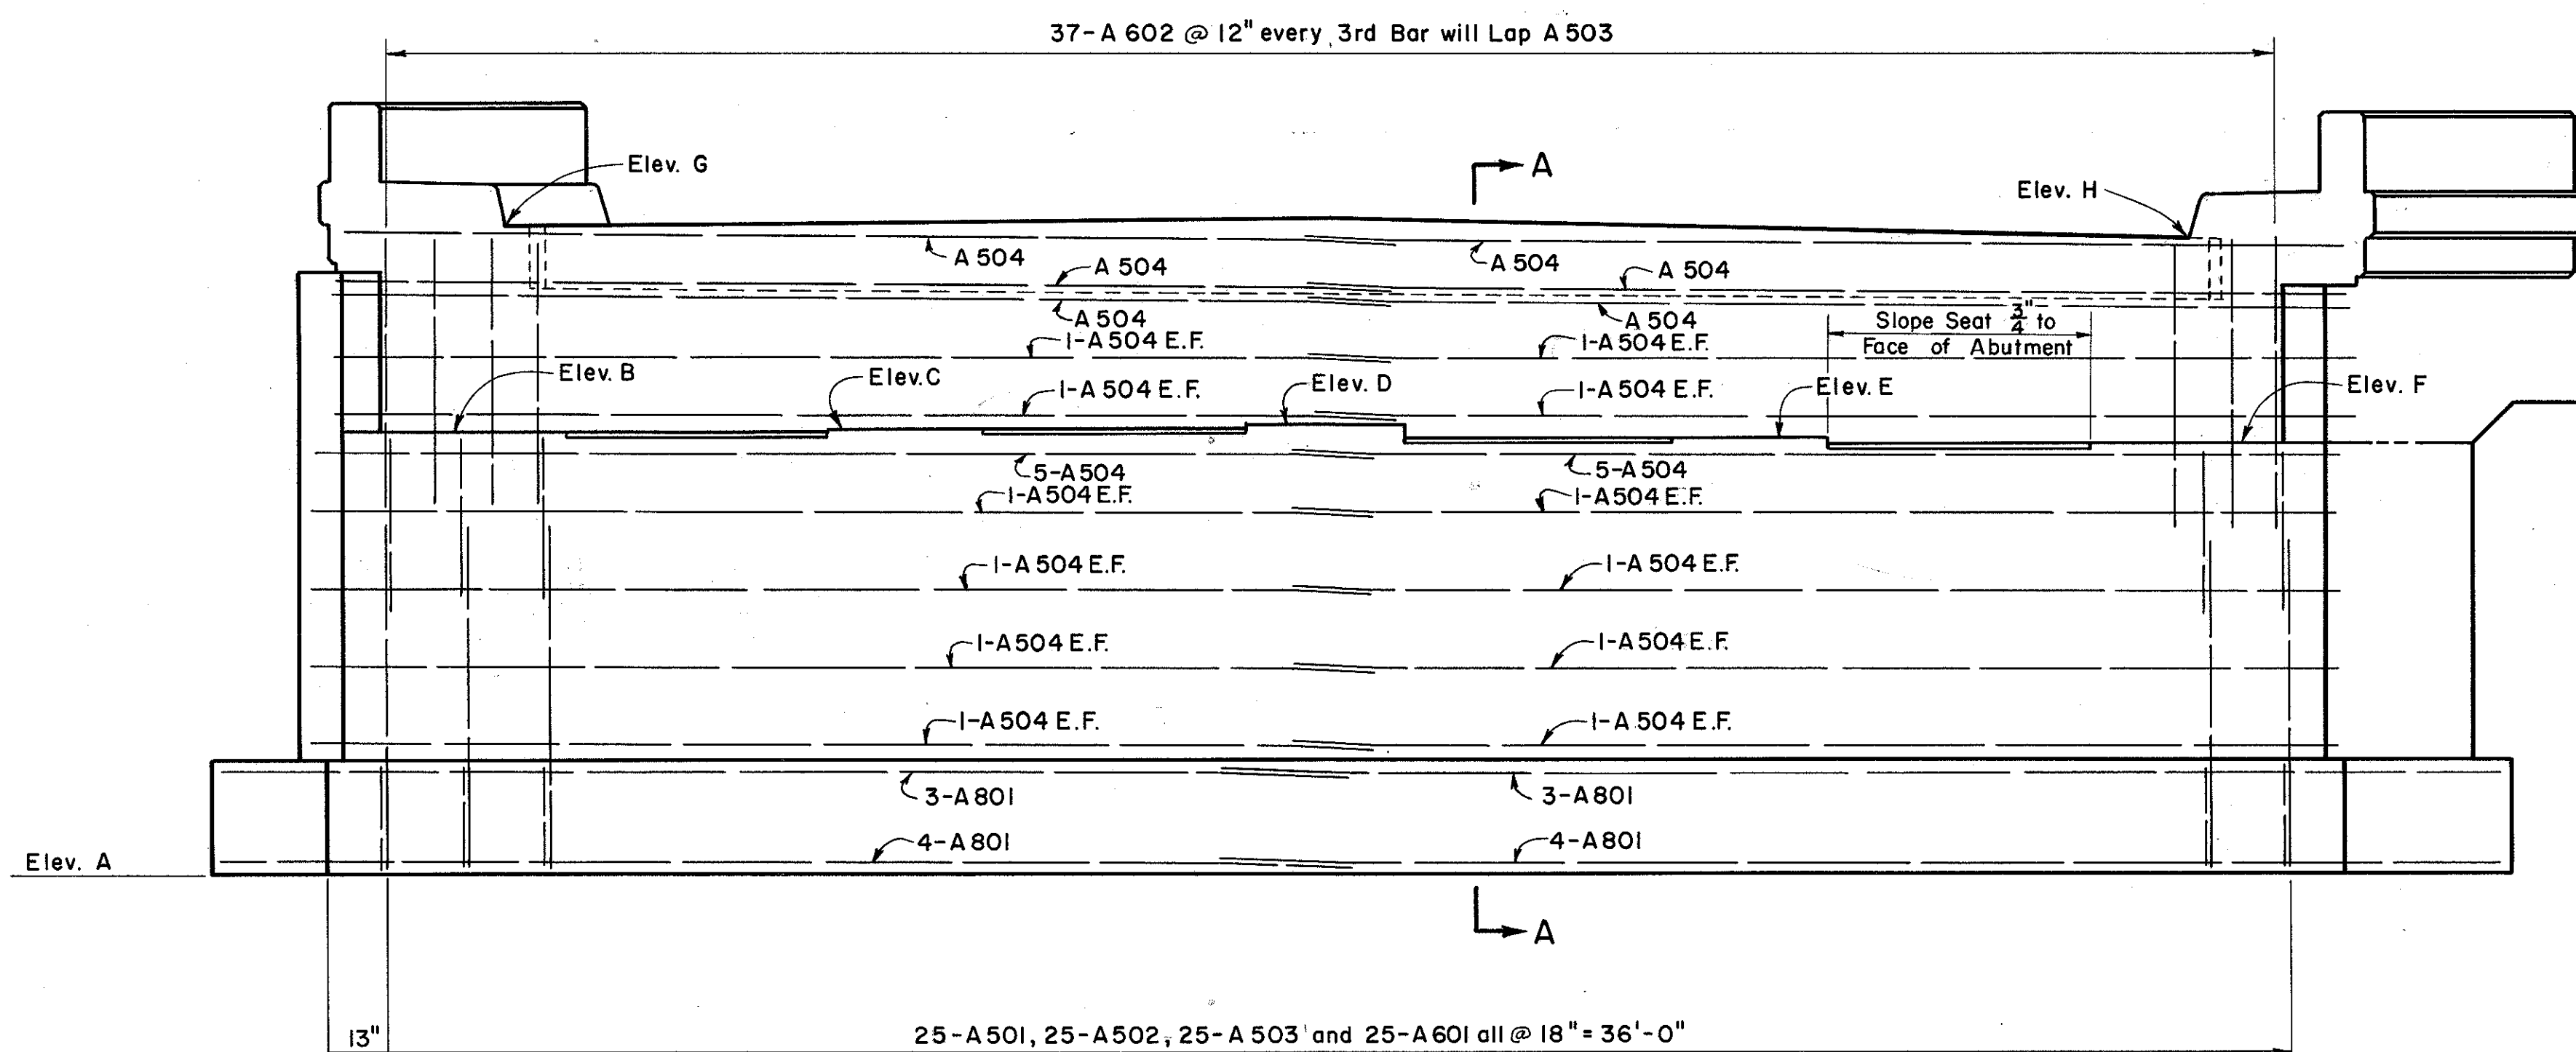 37-A 602 @ 12" every 3rd Bar will Lap A 503
Elev. G
A
Elev. H
A 504
A 504
A 504
A 504
A 504
A 504
Slope Seat 3/4" to
Face of Abutment
1-A 504 E.F.
1-A 504 E.F.
Elev. B
Elev. C
1-A 504 E.F.
Elev. D
1-A 504 E.F.
Elev. E
Elev. F
5-A 504
5-A 504
1-A 504 E.F.
1-A 504 E.F.
1-A 504 E.F.
1-A 504 E.F.
1-A 504 E.F.
1-A 504 E.F.
1-A 504 E.F.
1-A 504 E.F.
3-A 801
3-A 801
4-A 801
4-A 801
Elev. A
A
13"
25-A 501, 25-A 502, 25-A 503 and 25-A 601 all @ 18" = 36'-0"